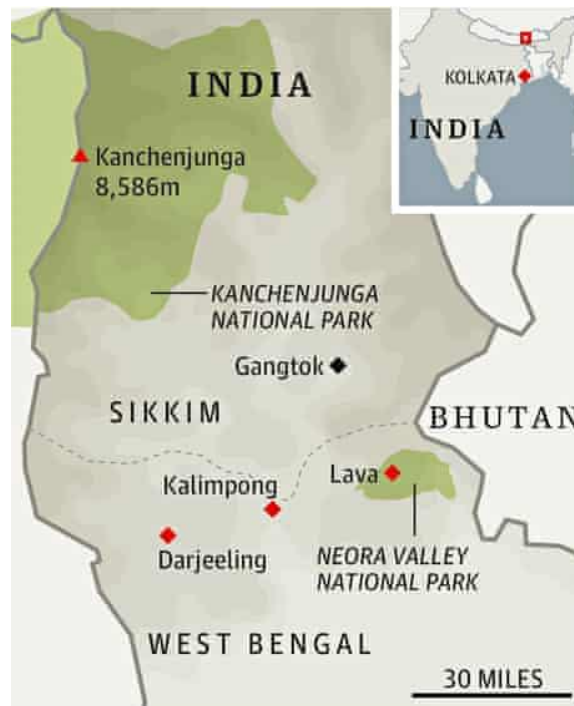 INDIA
KOLKATA
INDIA
Kanchenjunga
8,586m
KANCHENJUNGA
NATIONAL PARK
Gangtok
SIKKIM
BHUTAN
Lava
Kalimpong
Darjeeling
NEORA VALLEY
NATIONAL PARK
WEST BENGAL
30 MILES